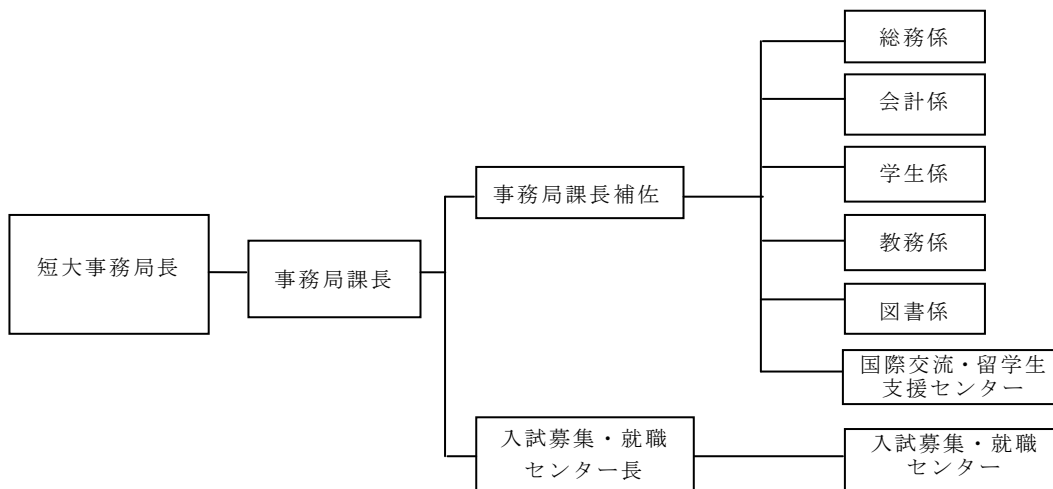 短大事務局長
事務局課長
事務局課長補佐
総務係
会計係
学生係
教務係
図書係
国際交流・留学生
支援センター
入試募集・就職
センター長
入試募集・就職
センター